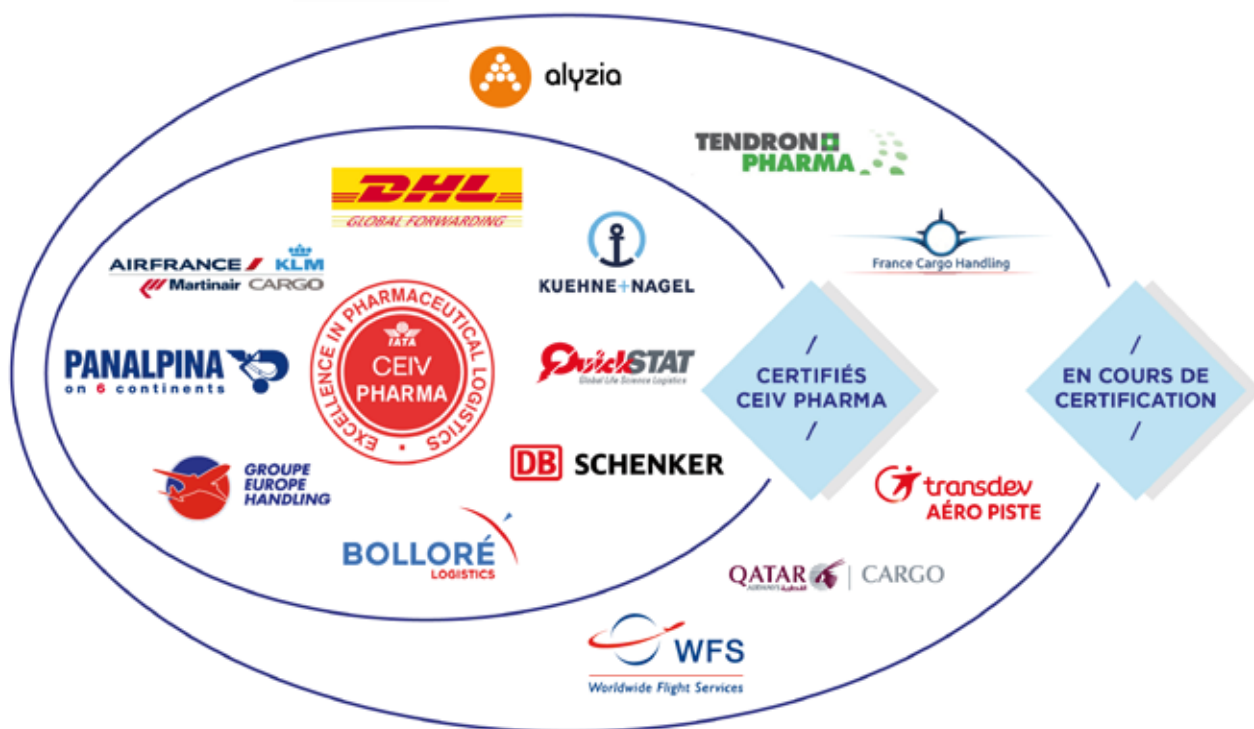 alyzia
TENDRON
PHARMA
DHL
GLOBAL FORWARDING
KUEHNE+NAGEL
France Cargo Handling
AIRFRANCE KLM
Martinair CARGO
EXCELLENCE IN PHARMACEUTICAL LOGISTICS
IATA
CEIV
PHARMA
PANALPINA
on 6 continents
QuickSTAT
Global Life Science Logistics
/
CERTIFIÉS
CEIV PHARMA
/
/
EN COURS DE
CERTIFICATION
/
GROUPE
EUROPE
HANDLING
DB SCHENKER
transdev
AÉRO PISTE
BOLLORÉ
LOGISTICS
QATAR CARGO
AIRWAYS القطرية
WFS
Worldwide Flight Services